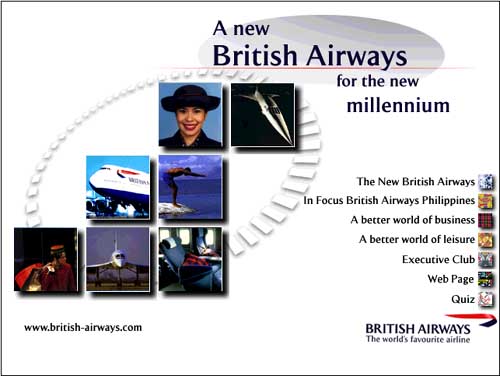 A new
British Airways
for the new
millennium
The New British Airways
In Focus British Airways Philippines
A better world of business
A better world of leisure
Executive Club
Web Page
Quiz
www.british-airways.com
BRITISH AIRWAYS
The world's favourite airline